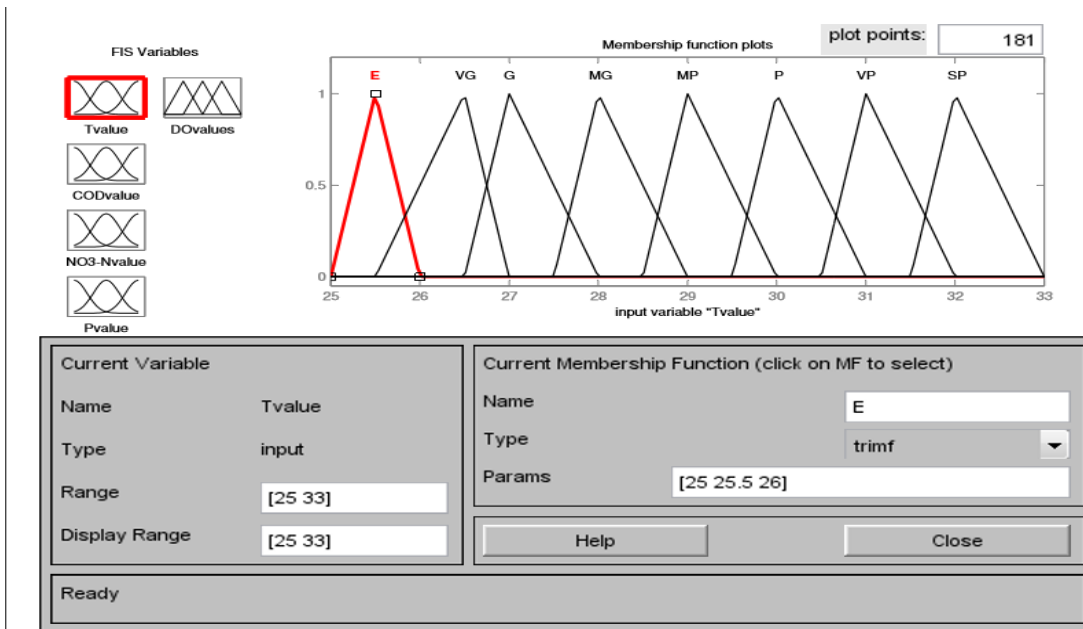 FIS Variables
Membership function plots
plot points:
181
Tvalue
DOvalues
CODvalue
NO3-Nvalue
Pvalue
E VG G MG MP P VP SP
1
0.5
0
25 26 27 28 29 30 31 32 33
input variable "Tvalue"
Current Variable
Name Tvalue
Type input
Range [25 33]
Display Range [25 33]
Current Membership Function (click on MF to select)
Name E
Type trimf
Params [25 25.5 26]
Help Close
Ready